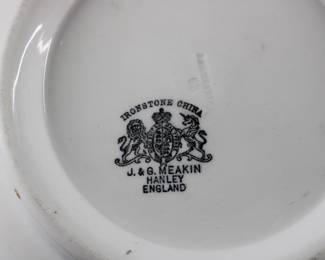 IRONSTONE CHINA
J. & G. MEAKIN
HANLEY
ENGLAND